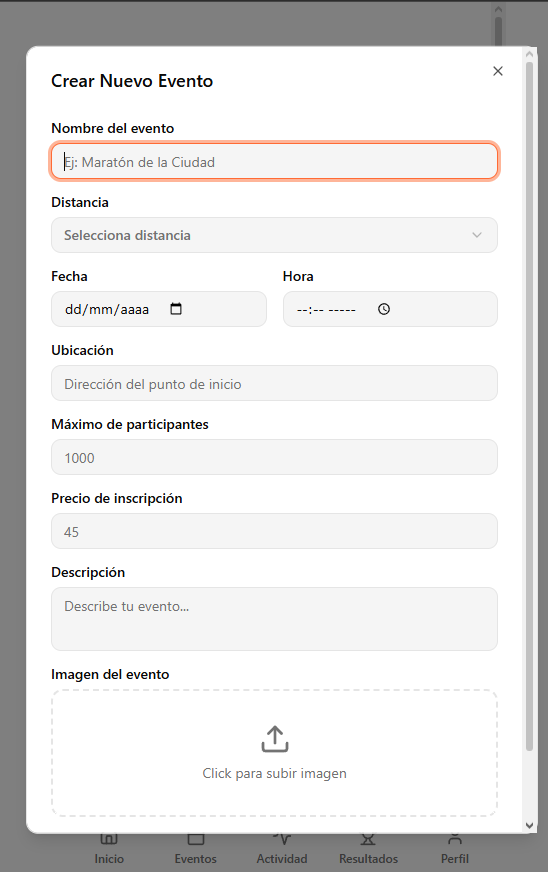 Crear Nuevo Evento
Nombre del evento
Ej: Maratón de la Ciudad
Distancia
Selecciona distancia
Fecha
Hora
dd/mm/aaaa
--:-- -----
Ubicación
Dirección del punto de inicio
Máximo de participantes
1000
Precio de inscripción
45
Descripción
Describe tu evento...
Imagen del evento
Click para subir imagen
Inicio
Eventos
Actividad
Resultados
Perfil